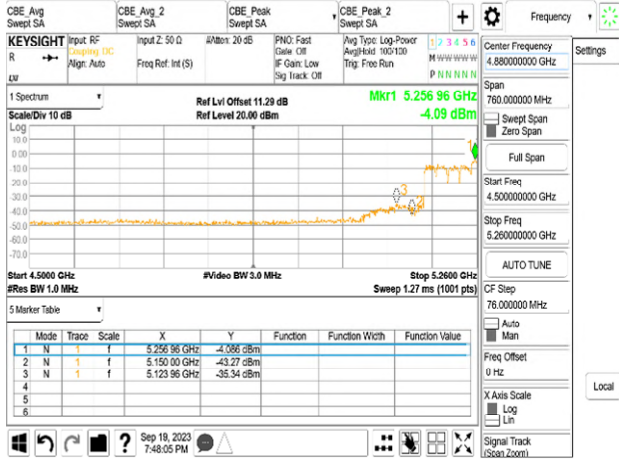 CBE_Avg
Swept SA
CBE_Avg_2
Swept SA
CBE_Peak
Swept SA
CBE_Peak_2
Swept SA
+
Frequency
KEYSIGHT
R
Input: RF
Coupling: DC
Align: Auto
Input Z: 50 Ω
Freq Ref: Int (S)
#Atten: 20 dB
PNO: Fast
Gate: Off
IF Gain: Low
Sig Track: Off
Avg Type: Log-Power
Avg|Hold: 100/100
Trig: Free Run
1 2 3 4 5 6
M W W W W W
P N N N N N
Center Frequency
4.880000000 GHz
Settings
Span
760.000000 MHz
Swept Span
Zero Span
Full Span
Start Freq
4.500000000 GHz
Stop Freq
5.260000000 GHz
AUTO TUNE
CF Step
76.000000 MHz
Auto
Man
Freq Offset
0 Hz
X Axis Scale
Log
Lin
Signal Track
(Span Zoom)
Local
1 Spectrum
Scale/Div 10 dB
Ref Lvl Offset 11.29 dB
Ref Level 20.00 dBm
Mkr1 5.256 96 GHz
-4.09 dBm
Log
10.0
0.00
-10.0
-20.0
-30.0
-40.0
-50.0
-60.0
-70.0
1
3
2
Start 4.5000 GHz
#Res BW 1.0 MHz
#Video BW 3.0 MHz
Stop 5.2600 GHz
Sweep 1.27 ms (1001 pts)
5 Marker Table
Mode Trace Scale X Y Function Function Width Function Value
1 N 1 f 5.256 96 GHz -4.086 dBm
2 N 1 f 5.150 00 GHz -43.27 dBm
3 N 1 f 5.123 96 GHz -35.34 dBm
4
5
6
?
Sep 19, 2023
7:48:05 PM